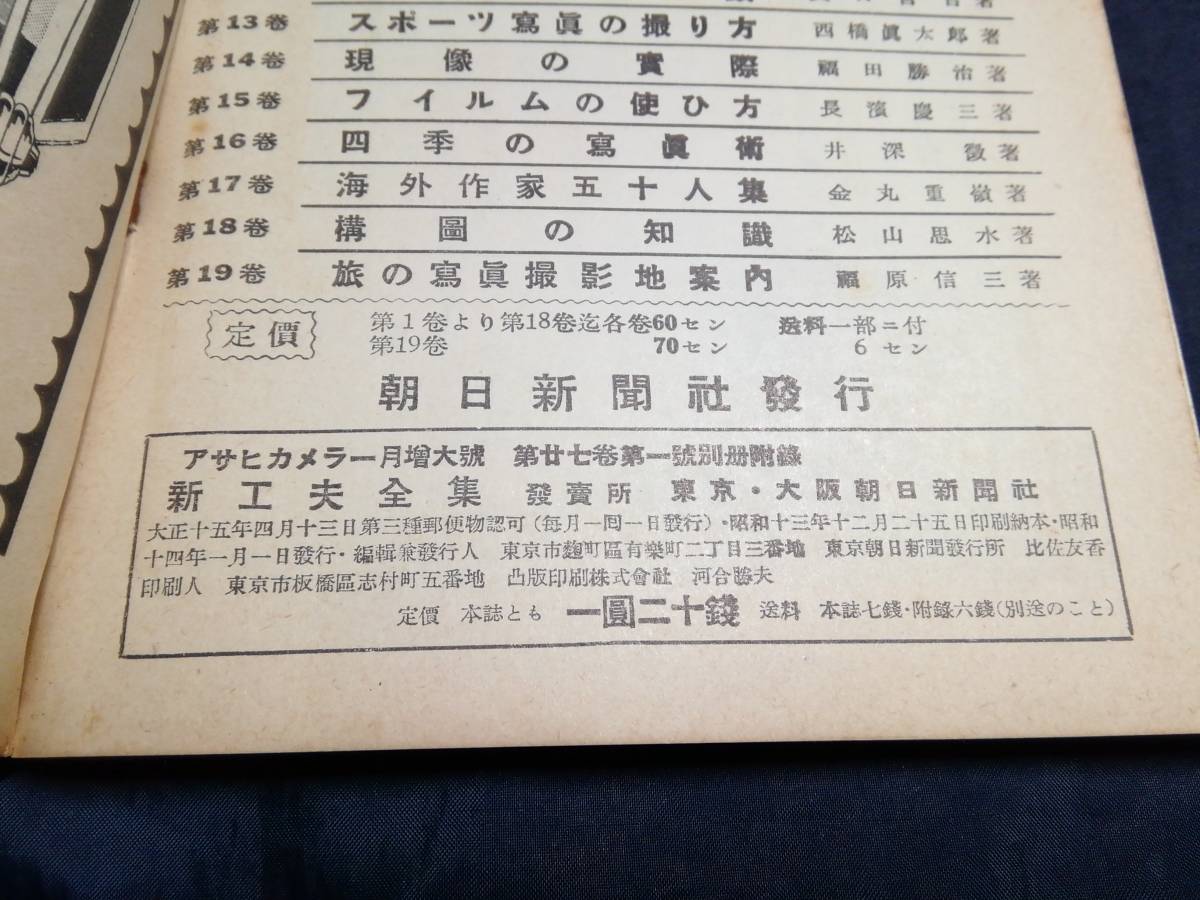 第13巻 スポーツ寫眞の撮り方 西橋眞太郎著
第14巻 現像の實際 福田勝治著
第15巻 フイルムの使ひ方 長濱慶三著
第16巻 四季の寫眞術 井深徴著
第17巻 海外作家五十人集 金丸重嶺著
第18巻 構圖の知識 松山思水著
第19巻 旅の寫眞撮影地案内 福原信三著
定價 第1巻より第18巻迄各巻60セン 送料一部ニ付
第19巻 70セン 6セン
朝日新聞社發行
アサヒカメラ一月增大號 第廿七巻第一號別册附錄
新工夫全集 發賣所 東京・大阪朝日新聞社
大正十五年四月十三日第三種郵便物認可(每月一回一日發行)・昭和十三年十二月二十五日印刷納本・昭和
十四年一月一日發行・編輯兼發行人 東京市麴町區有樂町二丁目三番地 東京朝日新聞發行所 比佐友香
印刷人 東京市板橋區志村町五番地 凸版印刷株式會社 河合勝夫
定價 本誌とも 一圓二十錢 送料 本誌七錢・附錄六錢(別送のこと)